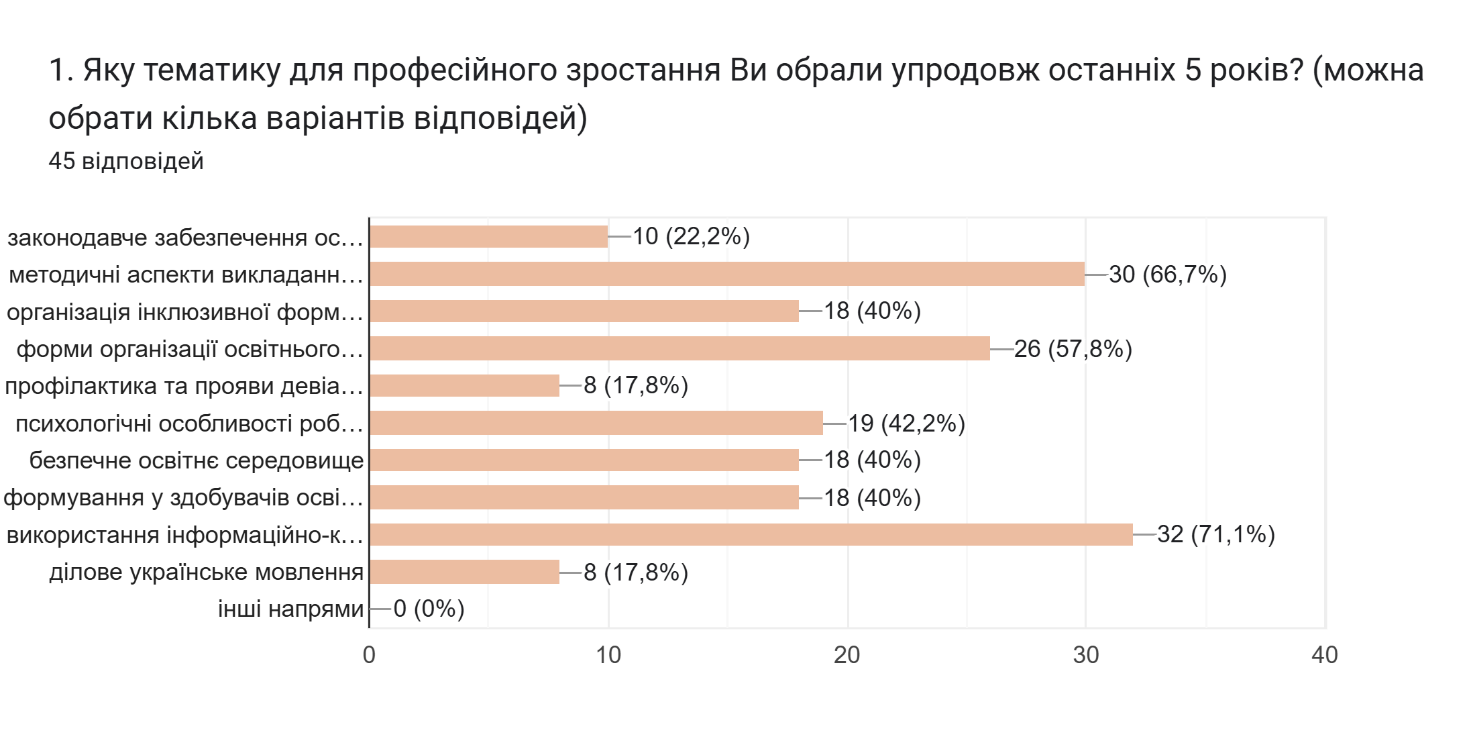 1. Яку тематику для професійного зростання Ви обрали упродовж останніх 5 років? (можна
обрати кілька варіантів відповідей)
45 відповідей
законодавче забезпечення ос… 10 (22,2%)
методичні аспекти викладанн… 30 (66,7%)
організація інклюзивної форм… 18 (40%)
форми організації освітнього… 26 (57,8%)
профілактика та прояви девіа… 8 (17,8%)
психологічні особливості роб… 19 (42,2%)
безпечне освітнє середовище 18 (40%)
формування у здобувачів осві… 18 (40%)
використання інформаційно-к… 32 (71,1%)
ділове українське мовлення 8 (17,8%)
інші напрями 0 (0%)
0 10 20 30 40